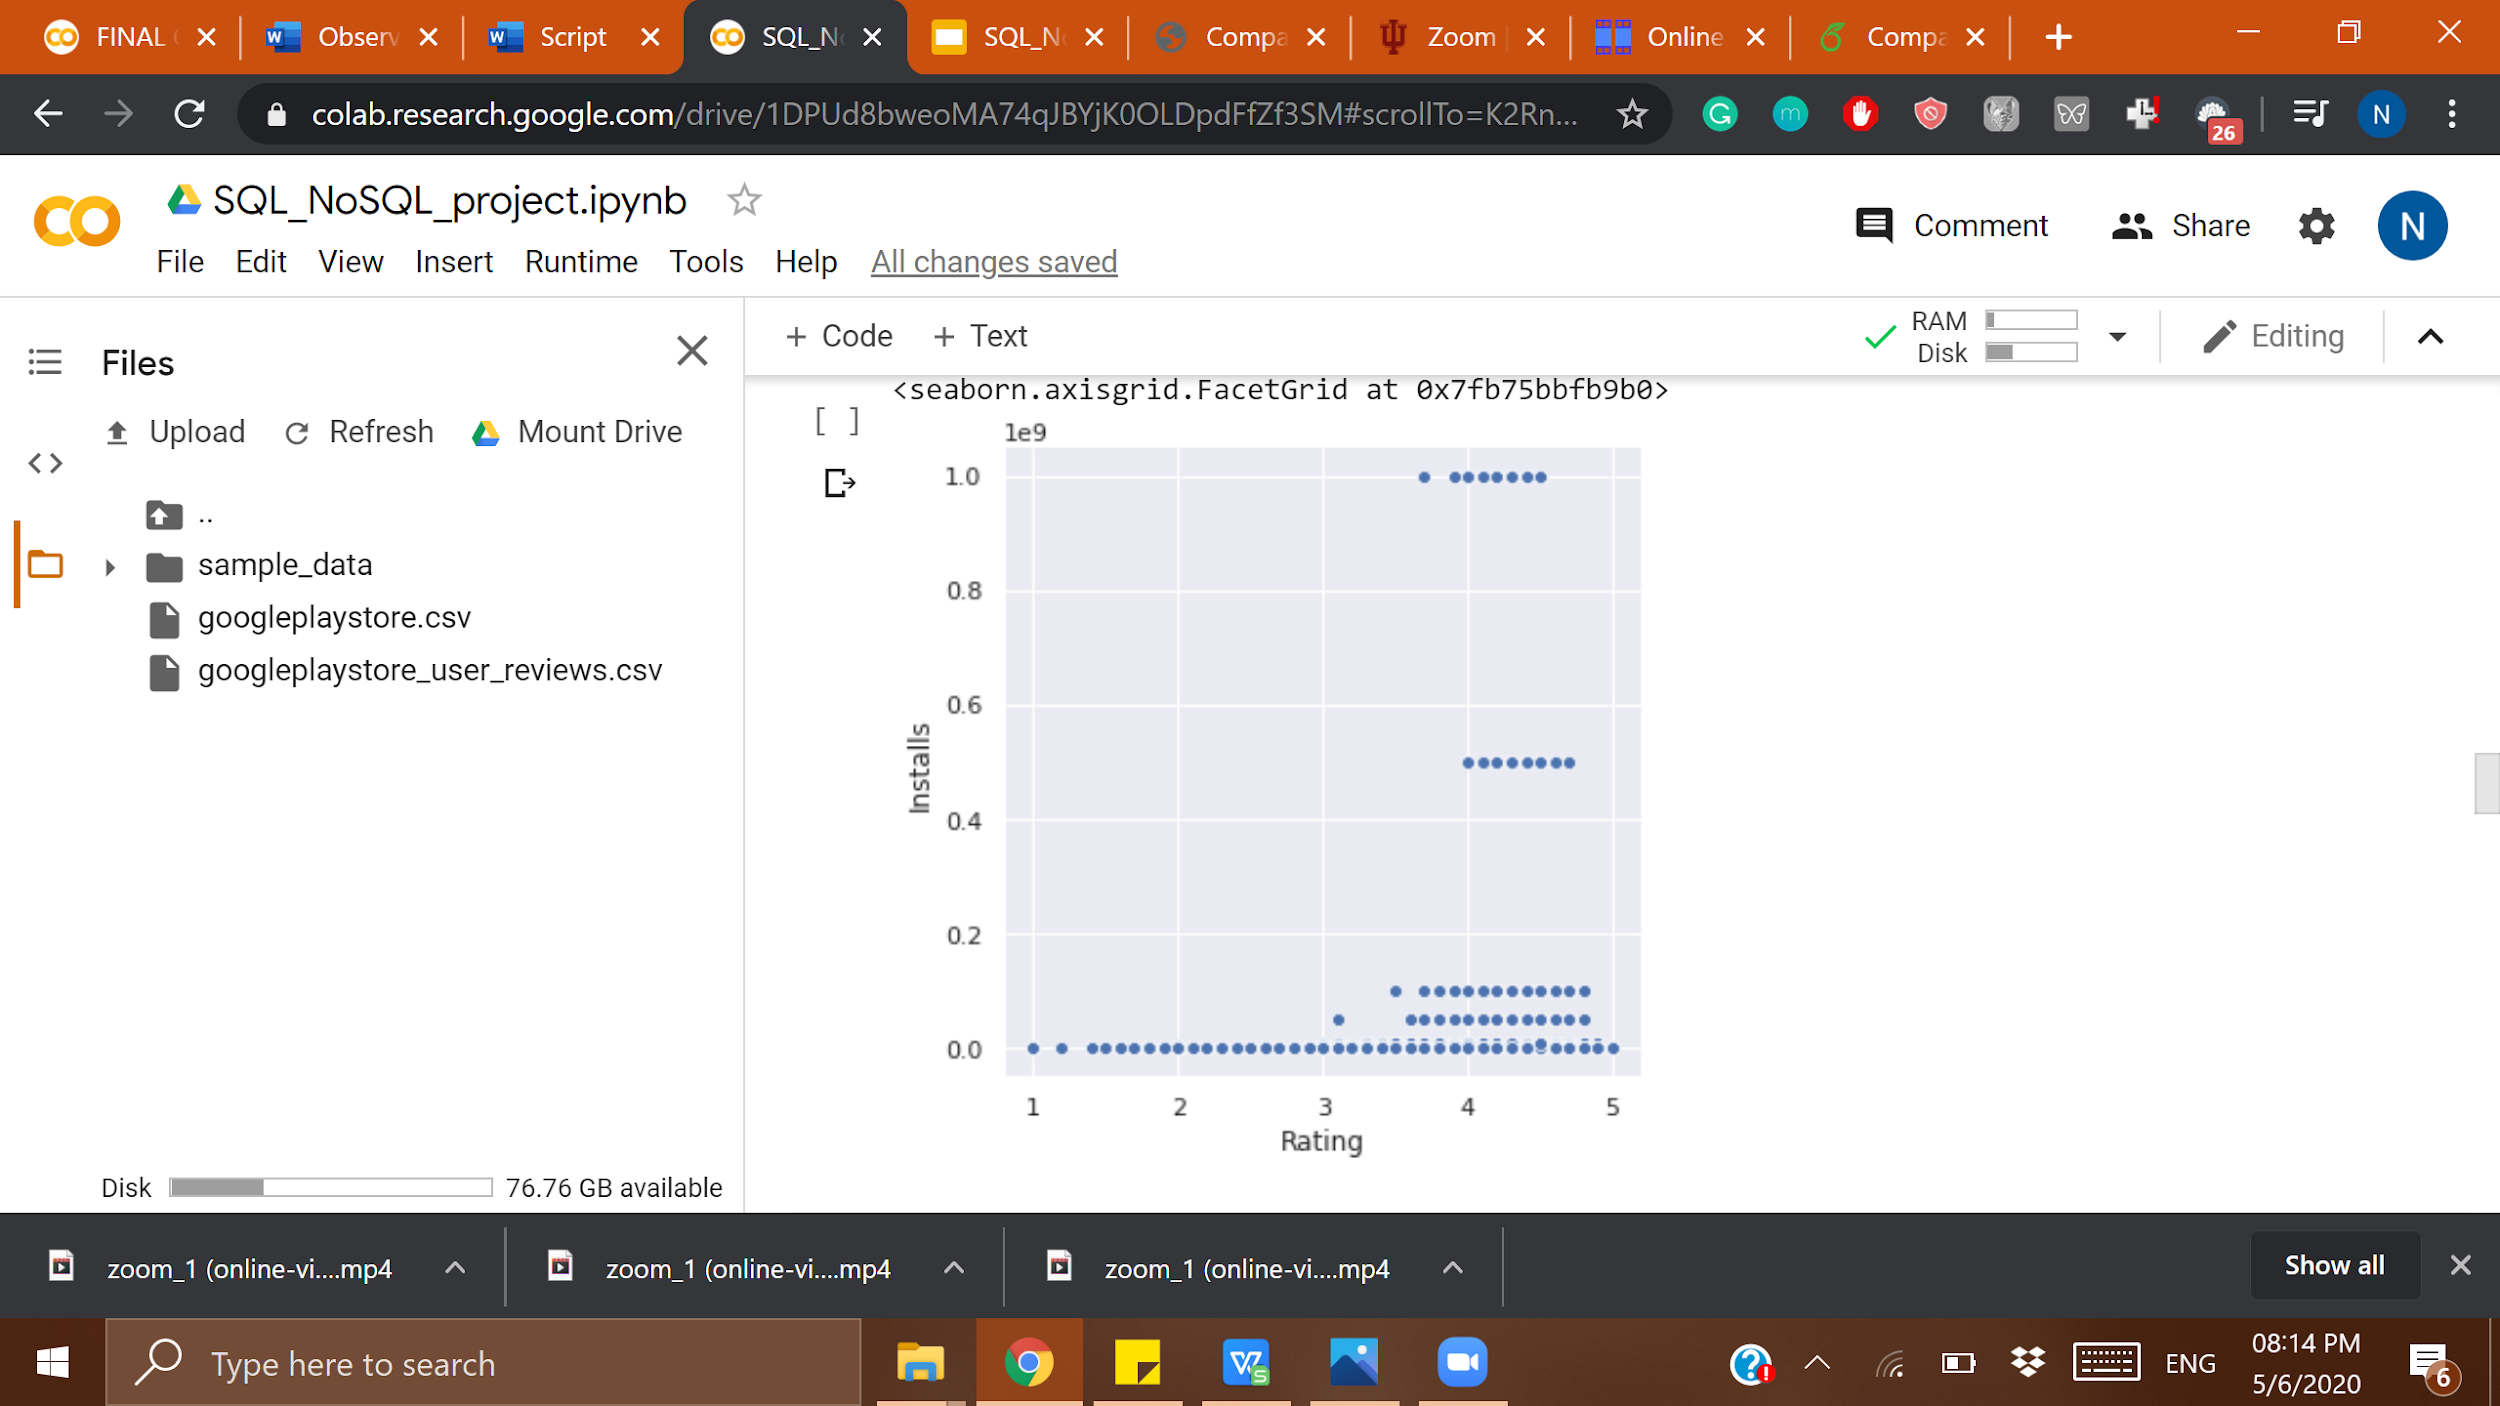 FINAL
Observ
Script
SQL_N
SQL_N
Compa
Zoom
Online
Compa
colab.research.google.com/drive/1DPUd8bweoMA74qJBYjK0OLDpdFfZf3SM#scrollTo=K2Rn...
26
N
SQL_NoSQL_project.ipynb
Comment
Share
N
File Edit View Insert Runtime Tools Help All changes saved
Files
+ Code + Text
RAM
Disk
Editing
Upload Refresh Mount Drive
..
sample_data
googleplaystore.csv
googleplaystore_user_reviews.csv
Disk 76.76 GB available
<seaborn.axisgrid.FacetGrid at 0x7fb75bbfb9b0>
[ ]
1e9
1.0
0.8
0.6
0.4
0.2
0.0
Installs
1 2 3 4 5
Rating
zoom_1 (online-vi....mp4
zoom_1 (online-vi....mp4
zoom_1 (online-vi....mp4
Show all
Type here to search
ENG
08:14 PM
5/6/2020
6